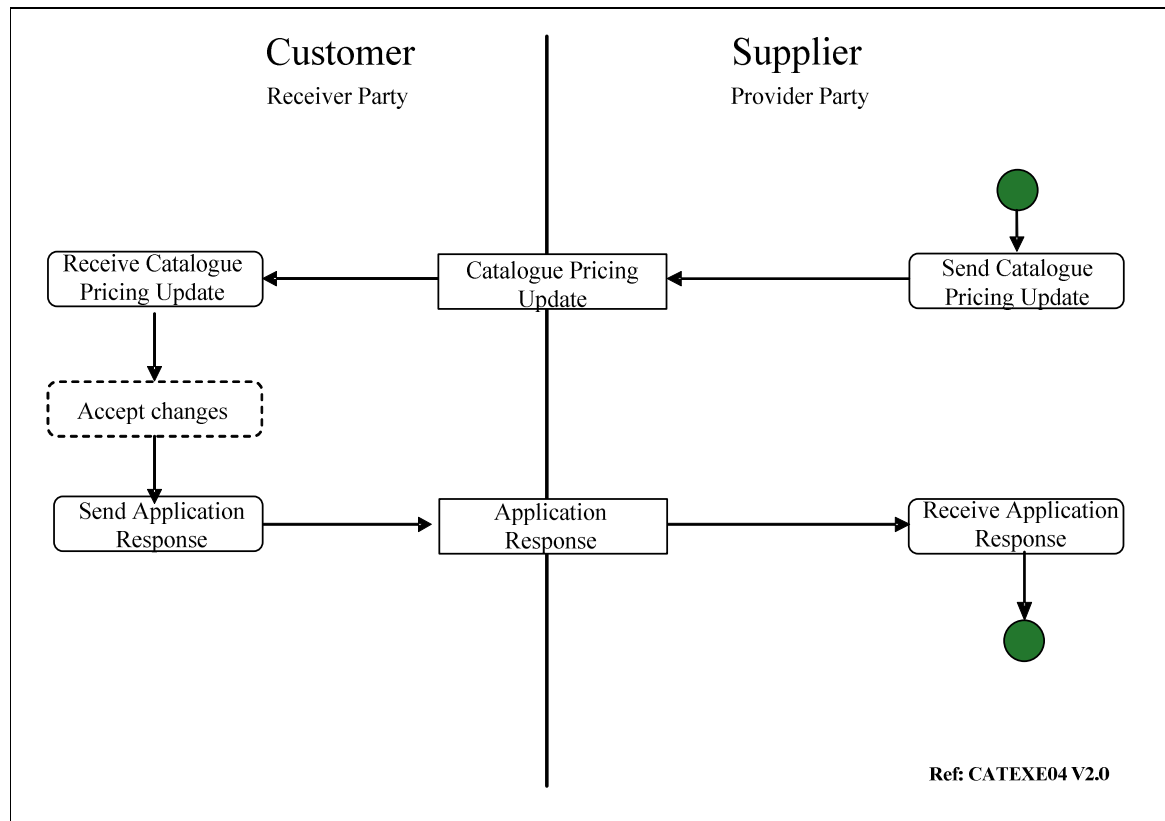 Customer
Supplier
Receiver Party
Provider Party
Receive Catalogue
Pricing Update
Catalogue Pricing
Update
Send Catalogue
Pricing Update
Accept changes
Send Application
Response
Application
Response
Receive Application
Response
Ref: CATEXE04 V2.0